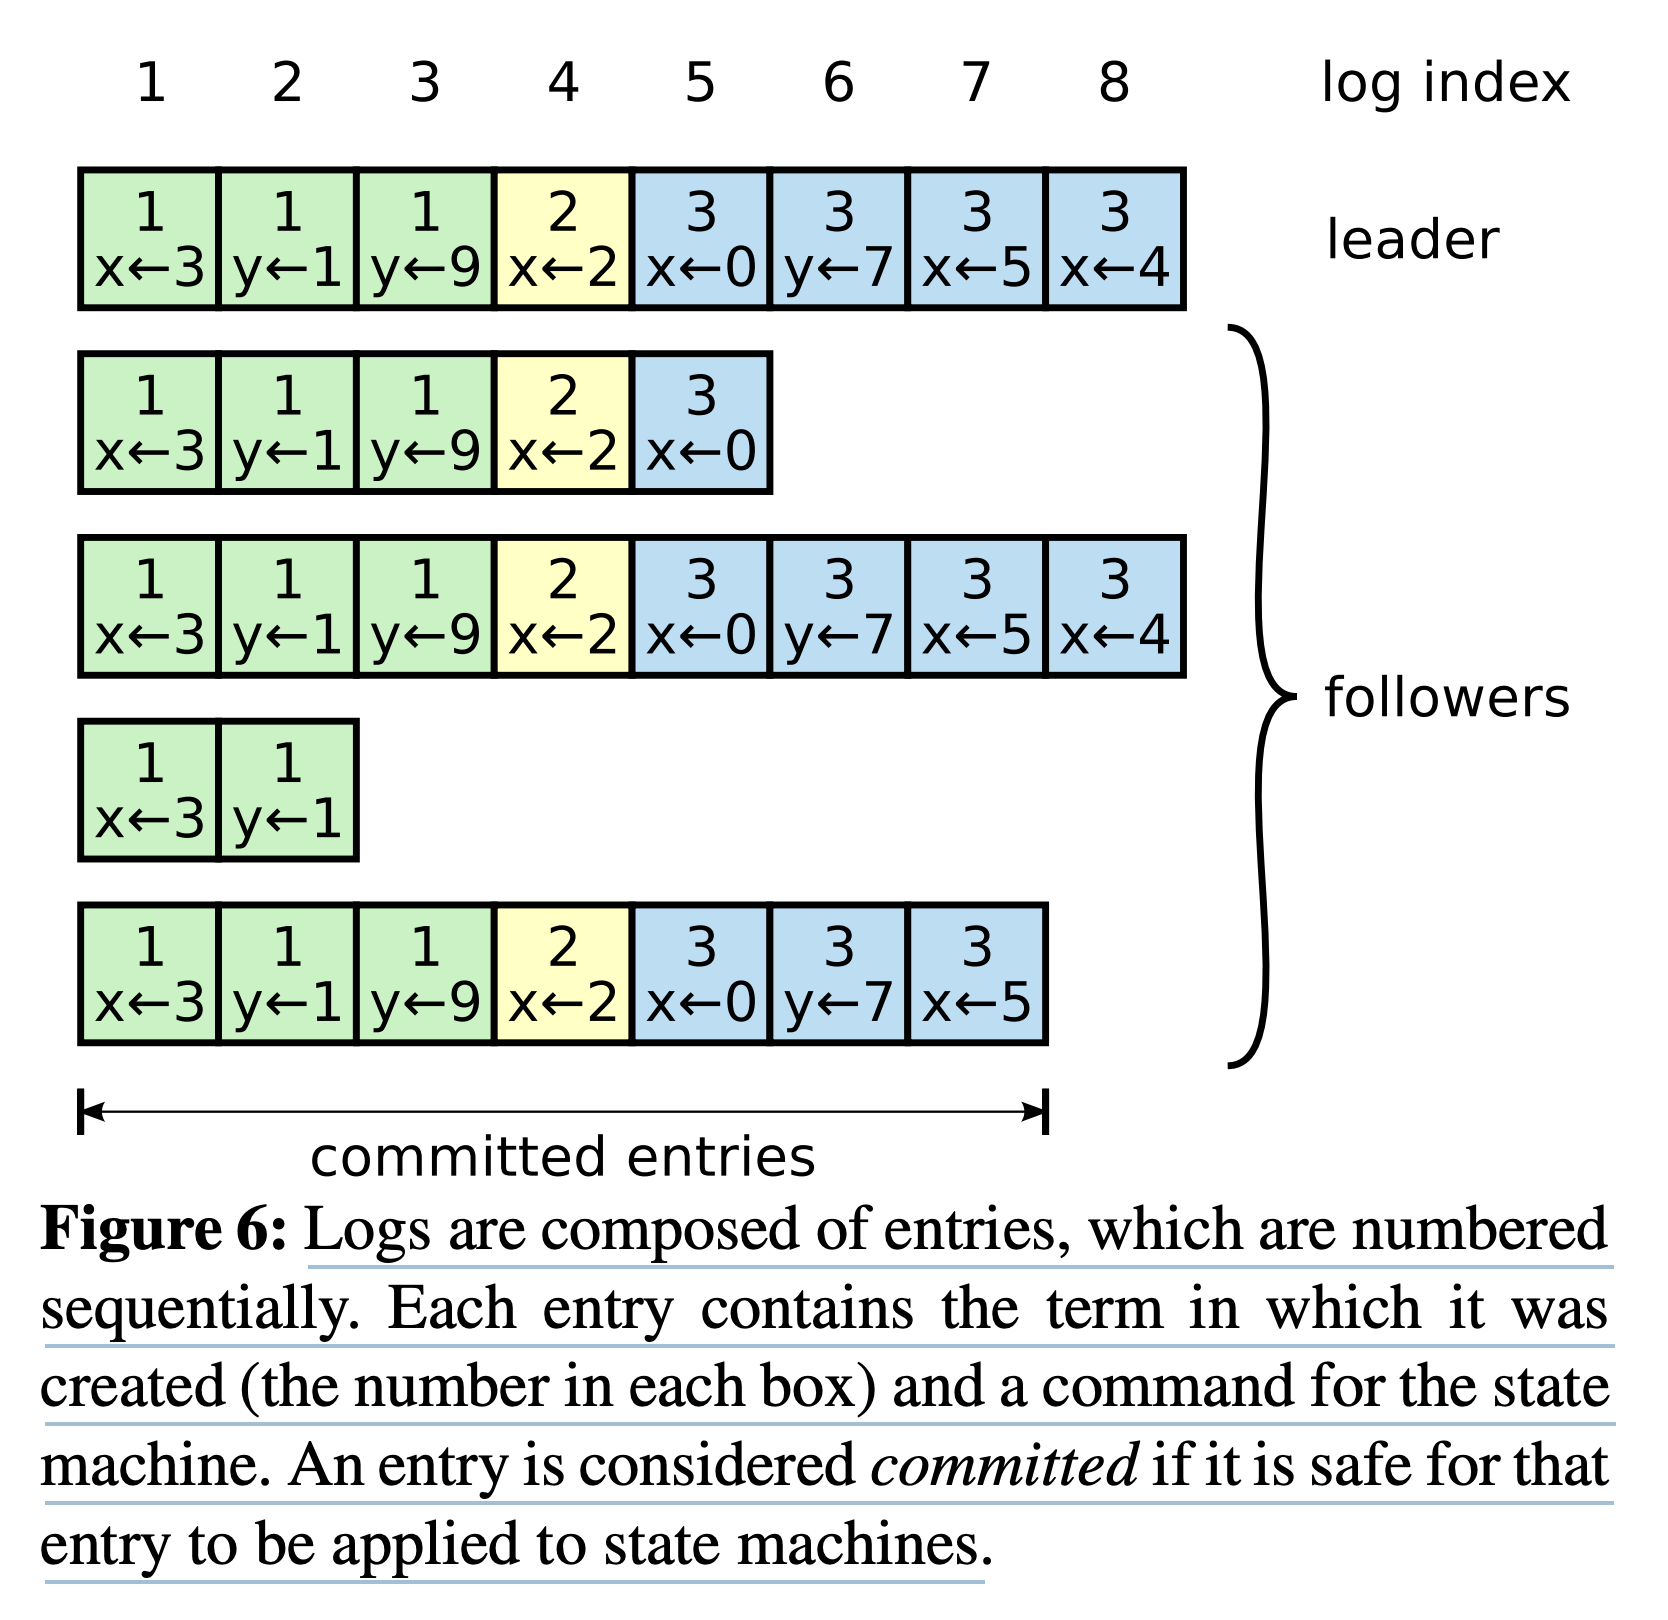 1 2 3 4 5 6 7 8 log index
1 1 1 2 3 3 3 3
x←3 y←1 y←9 x←2 x←0 y←7 x←5 x←4
leader
1 1 1 2 3
x←3 y←1 y←9 x←2 x←0
1 1 1 2 3 3 3 3
x←3 y←1 y←9 x←2 x←0 y←7 x←5 x←4
followers
1 1
x←3 y←1
1 1 1 2 3 3 3
x←3 y←1 y←9 x←2 x←0 y←7 x←5
committed entries
Figure 6: Logs are composed of entries, which are numbered
sequentially. Each entry contains the term in which it was
created (the number in each box) and a command for the state
machine. An entry is considered committed if it is safe for that
entry to be applied to state machines.